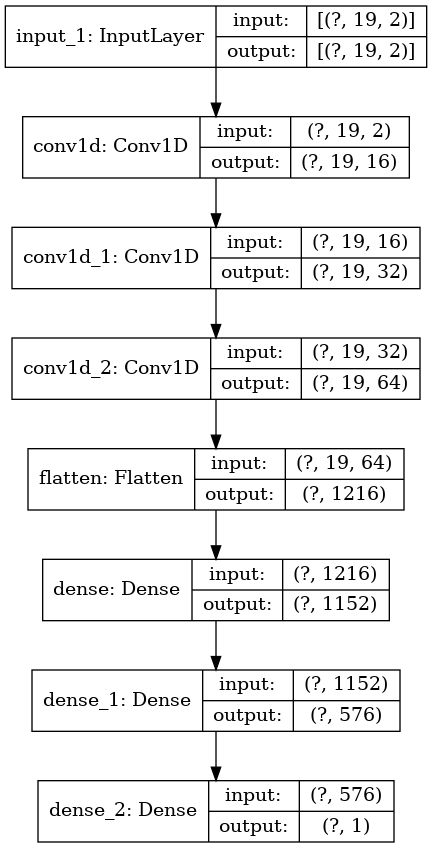 input_1: InputLayer
input:
[(?, 19, 2)]
output:
[(?, 19, 2)]
conv1d: Conv1D
input:
(?, 19, 2)
output:
(?, 19, 16)
conv1d_1: Conv1D
input:
(?, 19, 16)
output:
(?, 19, 32)
conv1d_2: Conv1D
input:
(?, 19, 32)
output:
(?, 19, 64)
flatten: Flatten
input:
(?, 19, 64)
output:
(?, 1216)
dense: Dense
input:
(?, 1216)
output:
(?, 1152)
dense_1: Dense
input:
(?, 1152)
output:
(?, 576)
dense_2: Dense
input:
(?, 576)
output:
(?, 1)